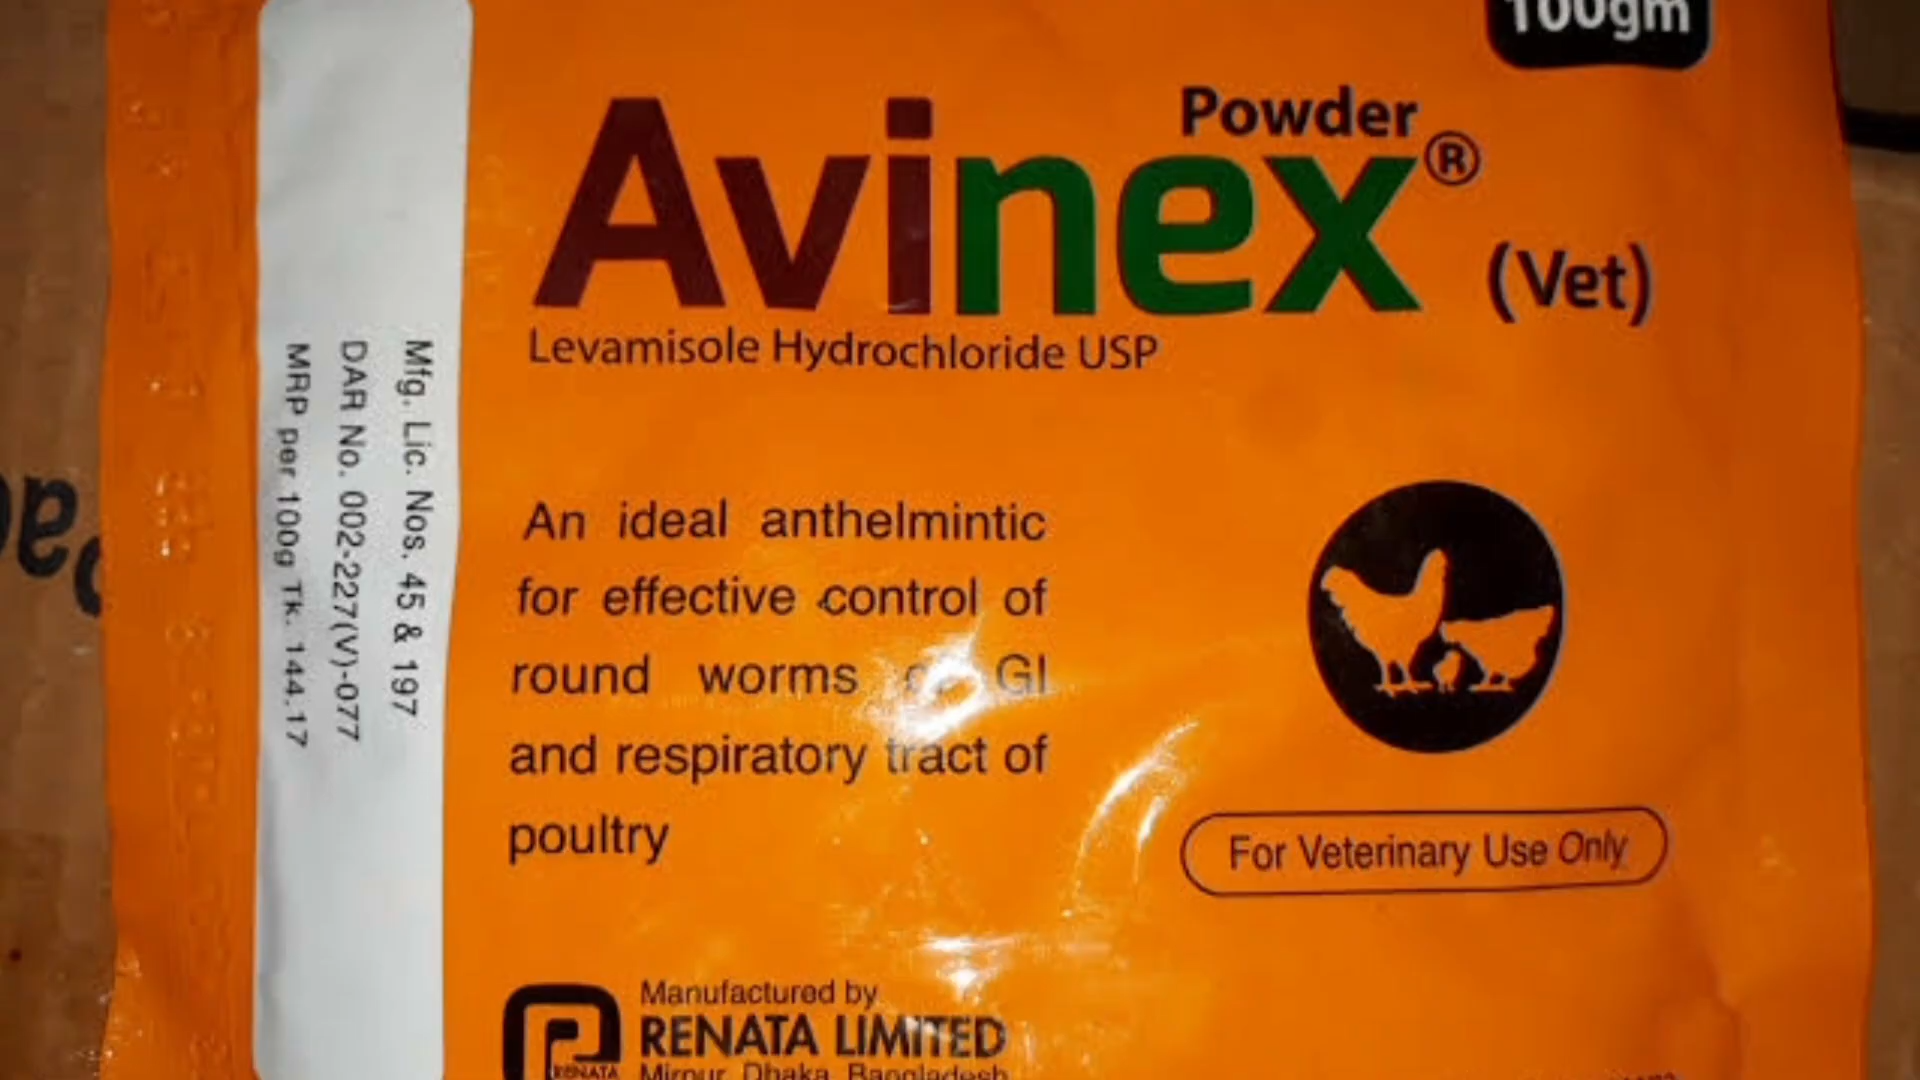 100gm
Powder
Avinex®
(Vet)
Levamisole Hydrochloride USP
An ideal anthelmintic
for effective control of
round worms of GI
and respiratory tract of
poultry
For Veterinary Use Only
Manufactured by
RENATA LIMITED
Mirpur, Dhaka, Bangladesh
RENATA
Mfg. Lic. Nos. 45 & 197
DAR No. 002-227(V)-077
MRP per 100g Tk. 144.17